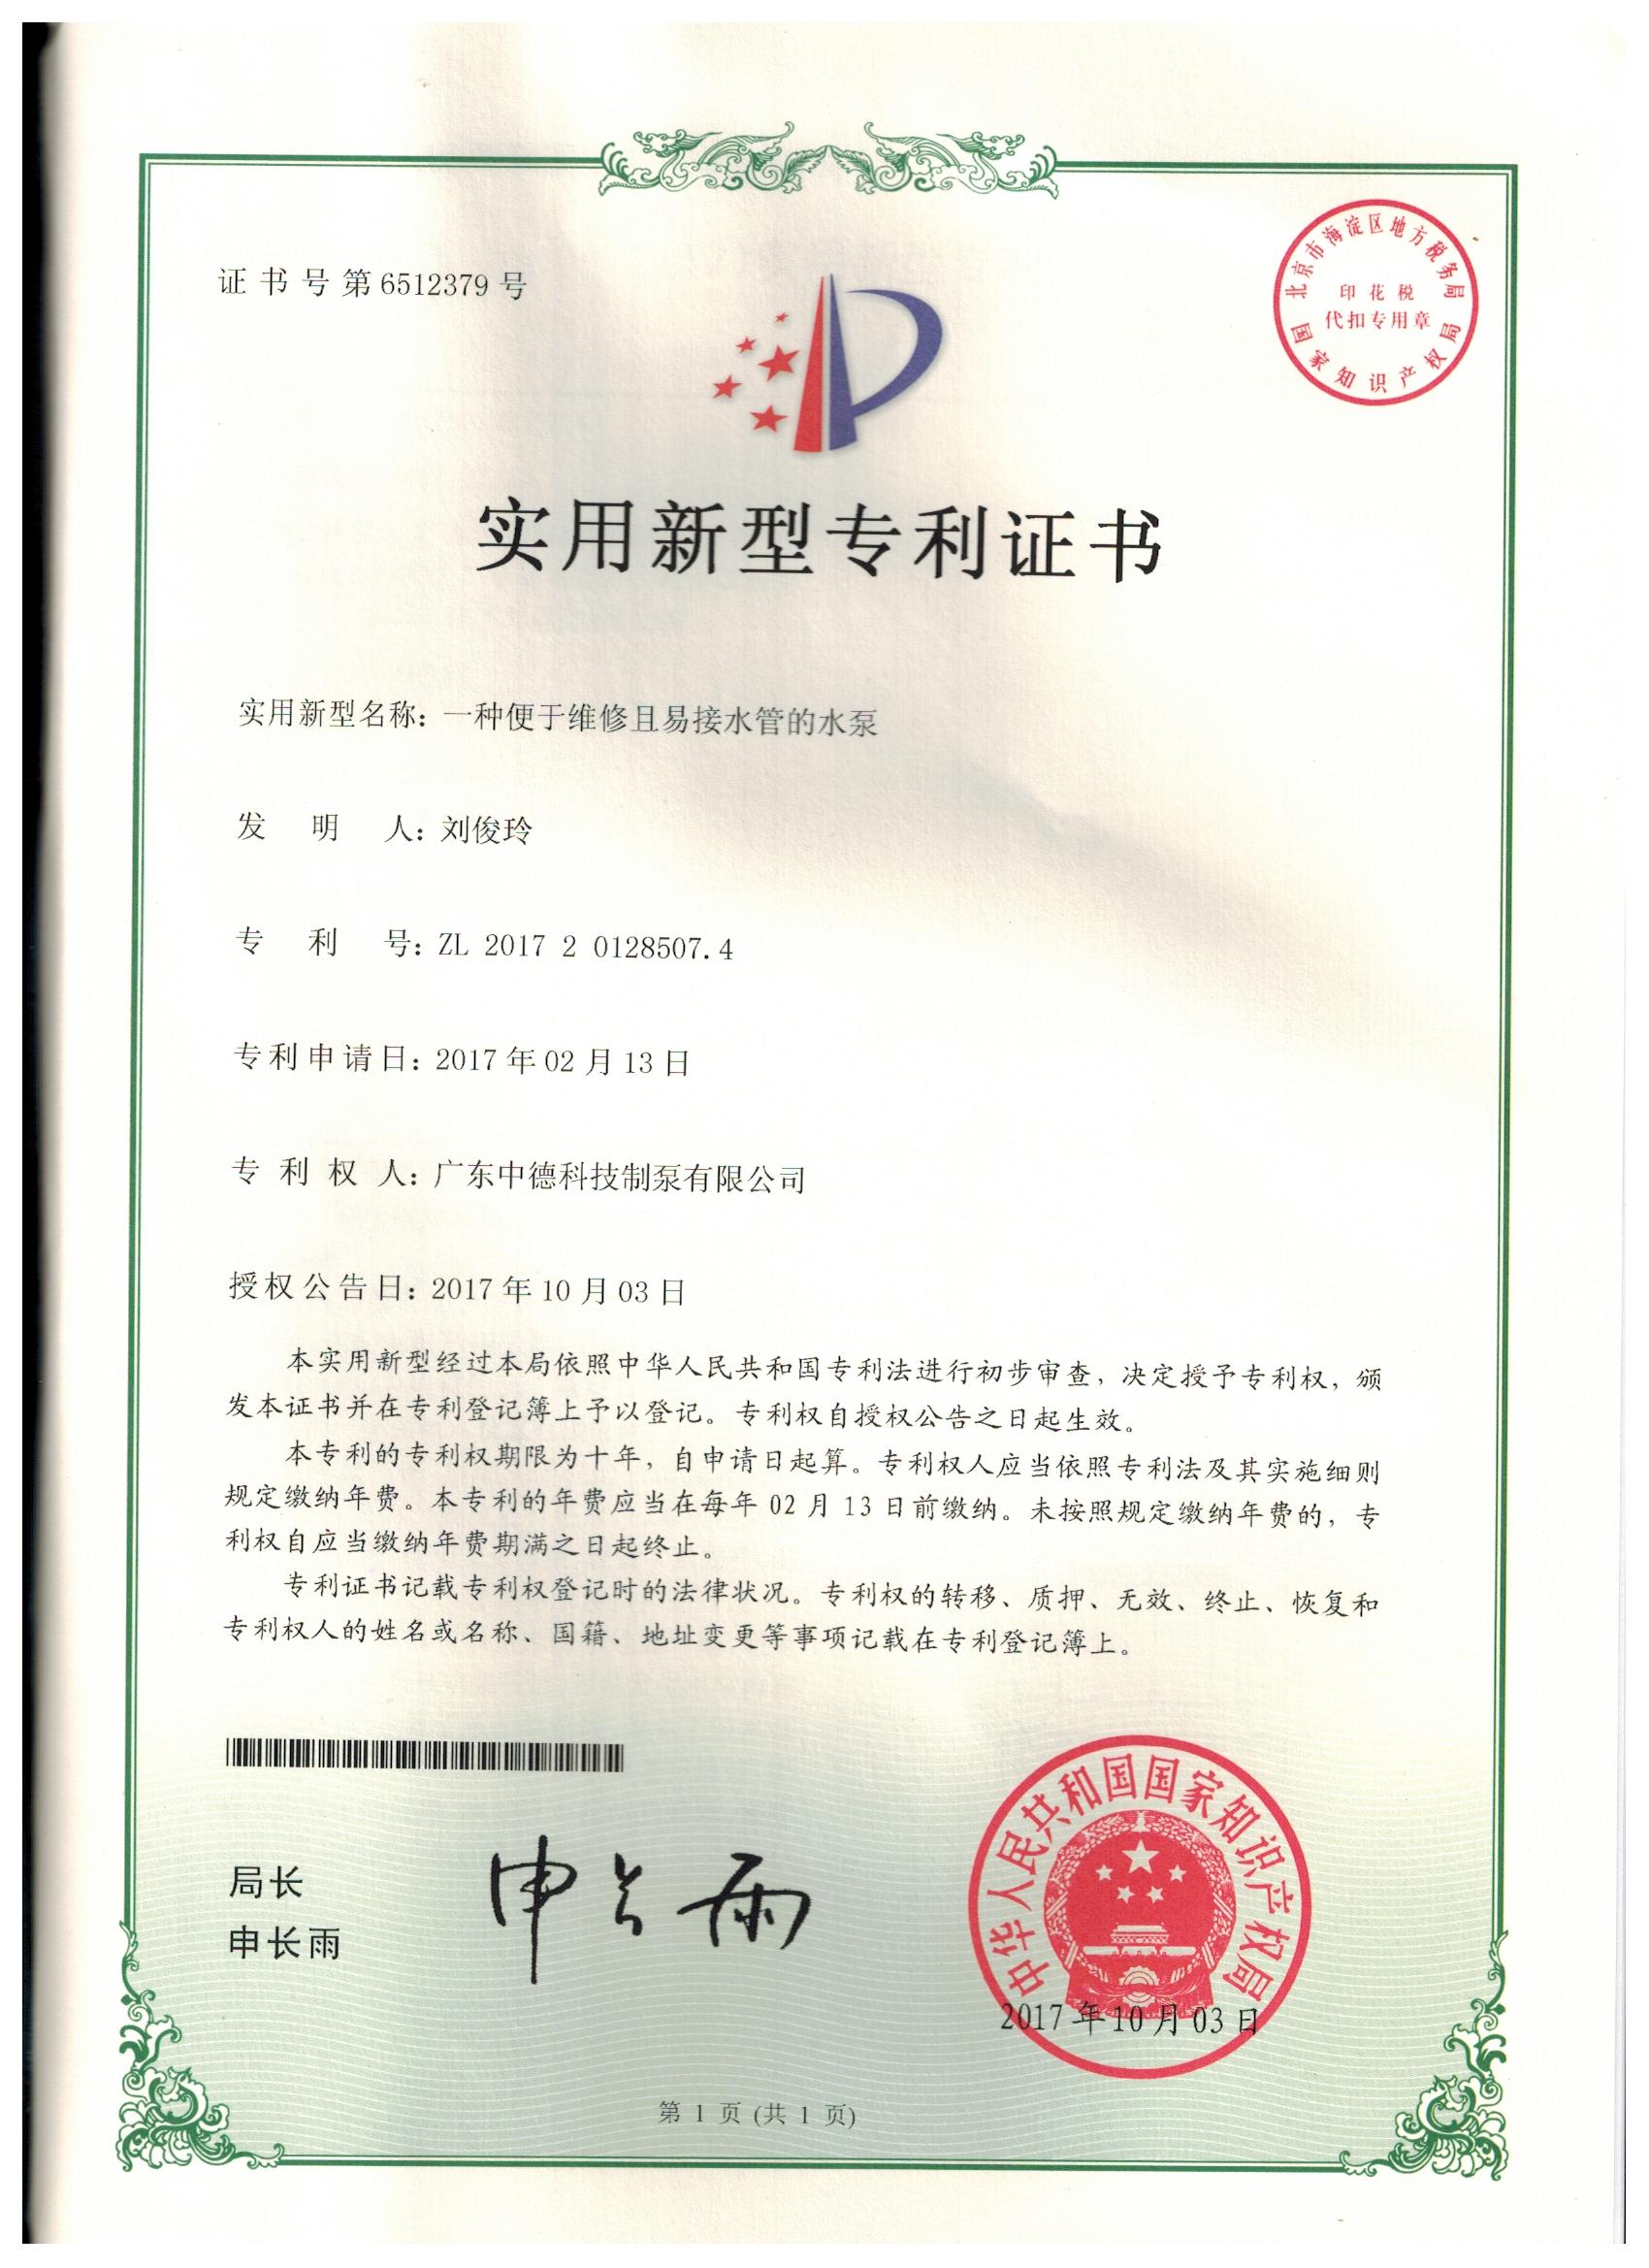 证书号第6512379号
北京市海淀区地方税务局
印花税
代扣专用章
国家知识产权局
实用新型专利证书
实用新型名称：一种便于维修且易接水管的水泵
发明人：刘俊玲
专利号：ZL 2017 2 0128507.4
专利申请日：2017年02月13日
专利权人：广东中德科技制泵有限公司
授权公告日：2017年10月03日
本实用新型经过本局依照中华人民共和国专利法进行初步审查，决定授予专利权，颁
发本证书并在专利登记簿上予以登记。专利权自授权公告之日起生效。
本专利的专利权期限为十年，自申请日起算。专利权人应当依照专利法及其实施细则
规定缴纳年费。本专利的年费应当在每年02月13日前缴纳。未按照规定缴纳年费的，专
利权自应当缴纳年费期满之日起终止。
专利证书记载专利权登记时的法律状况。专利权的转移、质押、无效、终止、恢复和
专利权人的姓名或名称、国籍、地址变更等事项记载在专利登记簿上。
局长
申长雨
申长雨
中华人民共和国国家知识产权局
2017年10月03日
第 1 页 (共 1 页)